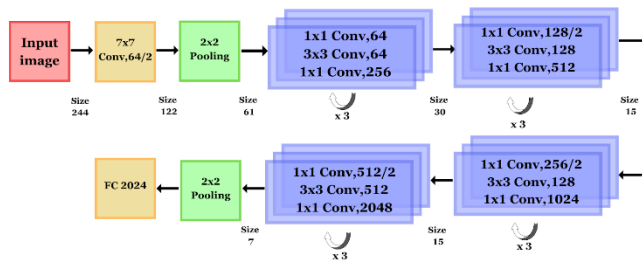 Input
image
7x7
Conv,64/2
2x2
Pooling
1x1 Conv,64
3x3 Conv,64
1x1 Conv,256
1x1 Conv,128/2
3x3 Conv,128
1x1 Conv,512
Size
244
Size
122
Size
61
x 3
Size
30
x 3
Size
15
FC 2024
2x2
Pooling
1x1 Conv,512/2
3x3 Conv,512
1x1 Conv,2048
1x1 Conv,256/2
3x3 Conv,128
1x1 Conv,1024
Size
7
x 3
Size
15
x 3